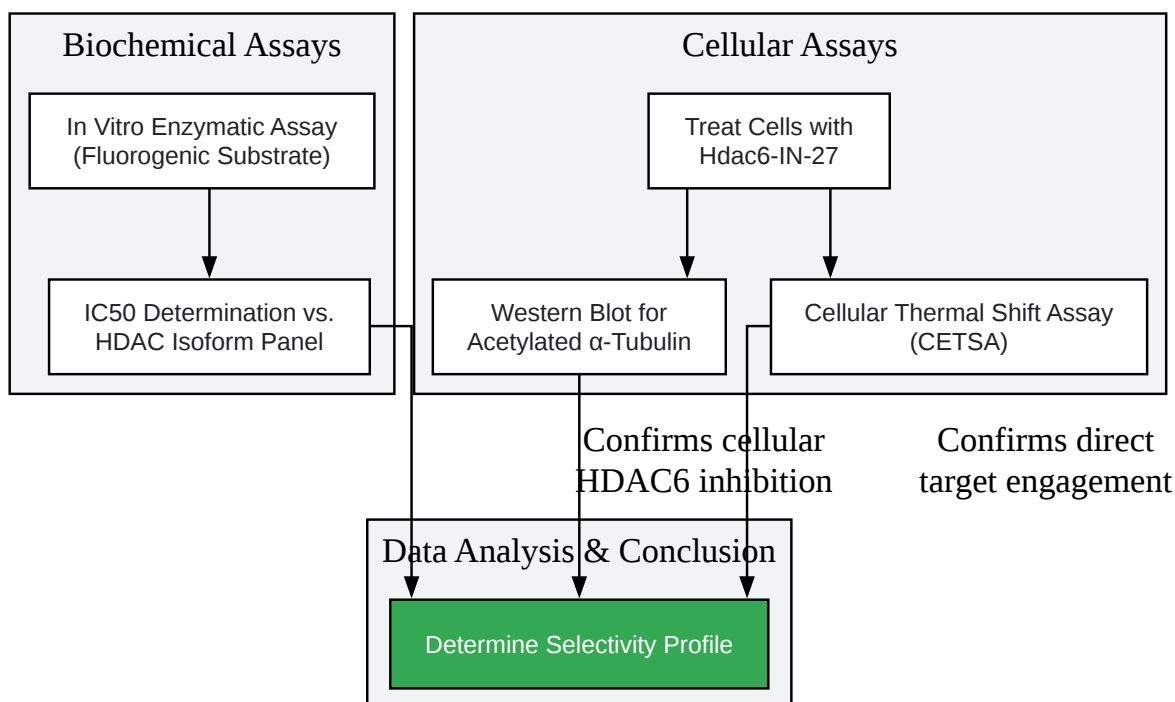 Biochemical Assays
In Vitro Enzymatic Assay
(Fluorogenic Substrate)
IC50 Determination vs.
HDAC Isoform Panel
Cellular Assays
Treat Cells with
Hdac6-IN-27
Western Blot for
Acetylated α-Tubulin
Cellular Thermal Shift Assay
(CETSA)
Confirms cellular
HDAC6 inhibition
Confirms direct
target engagement
Data Analysis & Conclusion
Determine Selectivity Profile